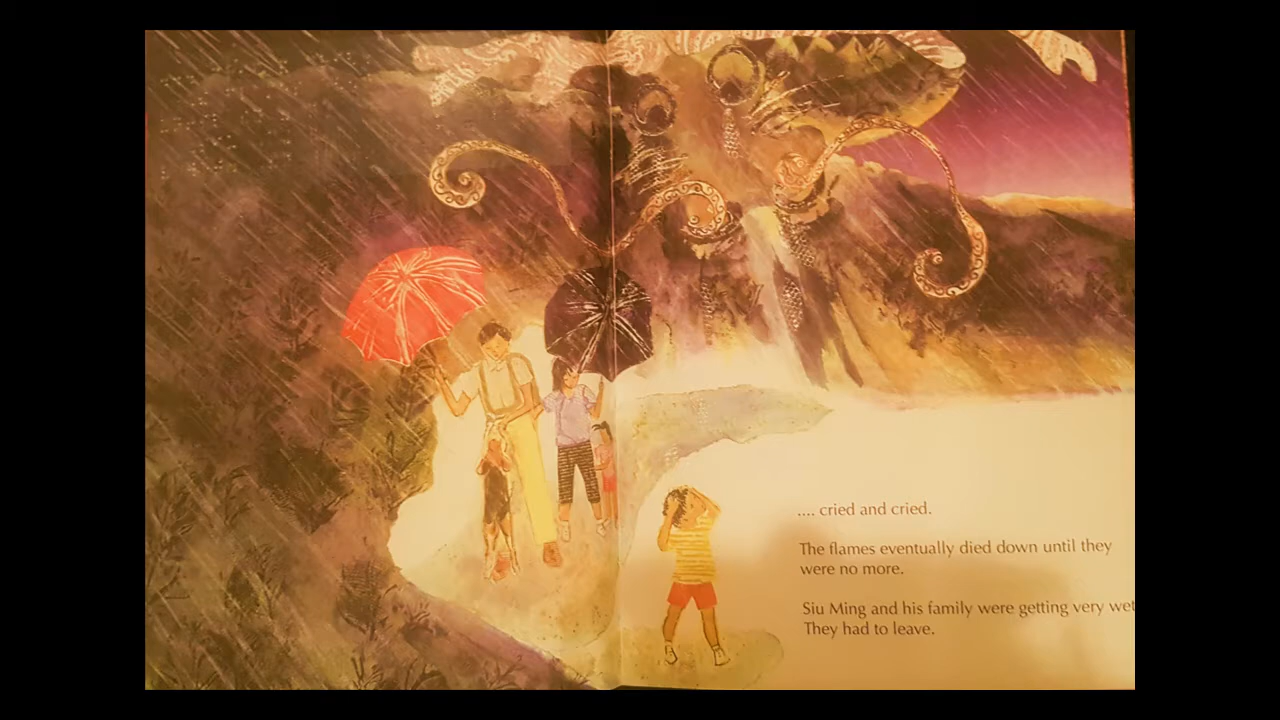 .... cried and cried.
The flames eventually died down until they
were no more.
Siu Ming and his family were getting very wet
They had to leave.